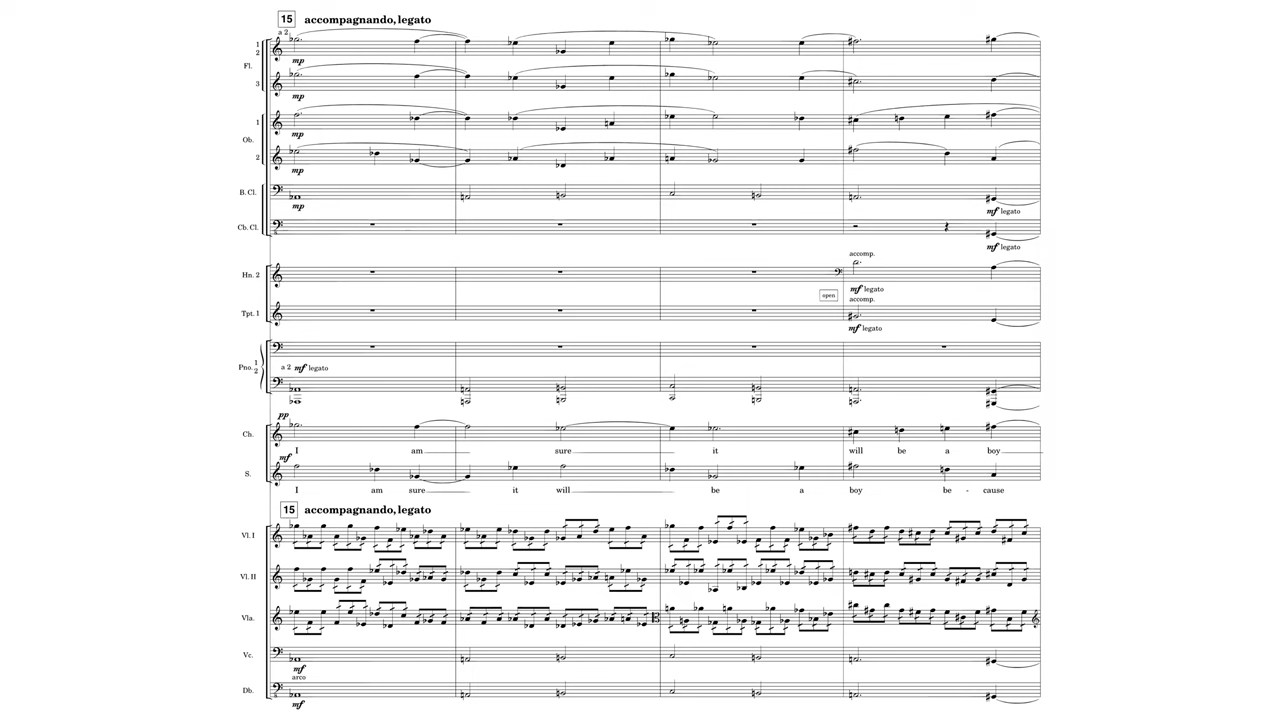 15 accompagnando, legato
a 2
1
Fl. 2
mp
3
mp
1
Ob.
mp
2
mp
B. Cl.
mp
mf legato
Cb. Cl.
mf legato
accomp.
Hn. 2
mf legato
open
accomp.
Tpt. 1
mf legato
Pno. 1
2
a 2 mf legato
pp
Ch.
I am sure it will be a boy
mf
S.
I am sure it will be a boy be - cause
15 accompagnando, legato
Vl. I
Vl. II
Vla.
Vc.
mf
arco
Db.
mf